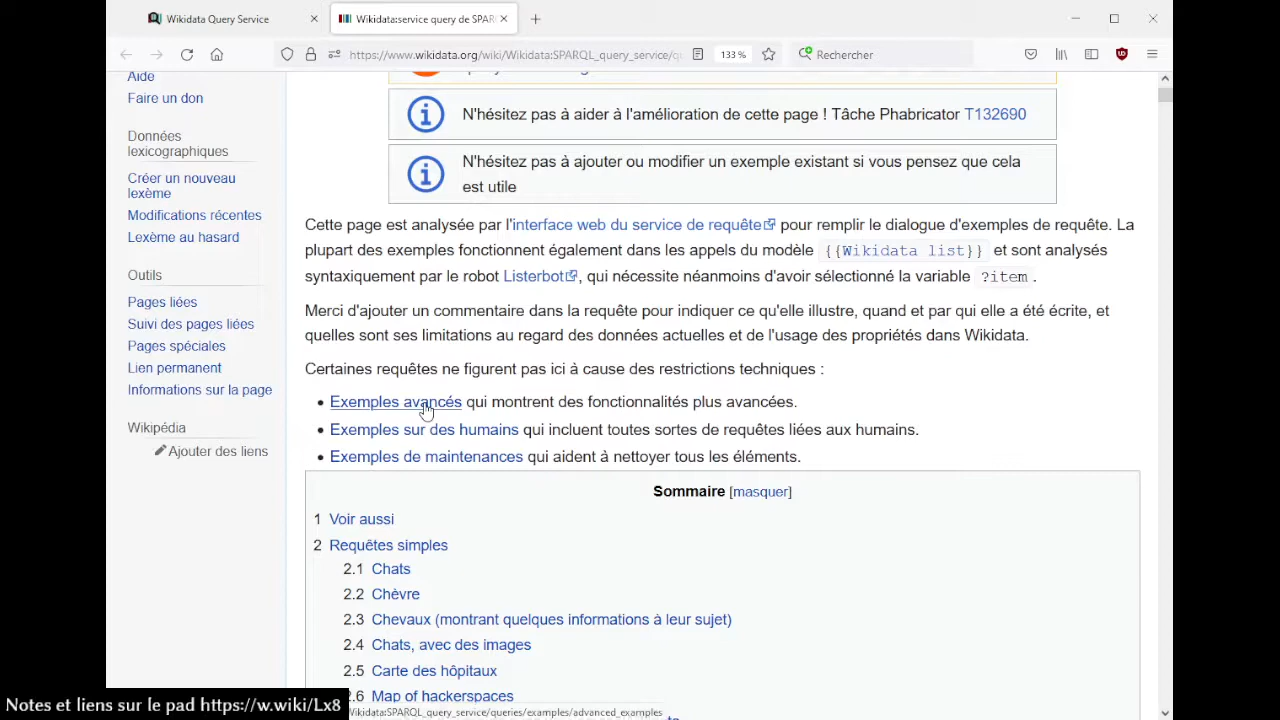 Wikidata Query Service
Wikidata:service query de SPAR
https://www.wikidata.org/wiki/Wikidata:SPARQL_query_service/q
133 %
Rechercher
Aide
Faire un don
Données
lexicographiques
Créer un nouveau
lexème
Modifications récentes
Lexème au hasard
Outils
Pages liées
Suivi des pages liées
Pages spéciales
Lien permanent
Informations sur la page
Wikipédia
Ajouter des liens
N'hésitez pas à aider à l'amélioration de cette page ! Tâche Phabricator T132690
N'hésitez pas à ajouter ou modifier un exemple existant si vous pensez que cela
est utile
Cette page est analysée par l'interface web du service de requête pour remplir le dialogue d'exemples de requête. La
plupart des exemples fonctionnent également dans les appels du modèle {{Wikidata list}} et sont analysés
syntaxiquement par le robot Listerbot, qui nécessite néanmoins d'avoir sélectionné la variable ?item.
Merci d'ajouter un commentaire dans la requête pour indiquer ce qu'elle illustre, quand et par qui elle a été écrite, et
quelles sont ses limitations au regard des données actuelles et de l'usage des propriétés dans Wikidata.
Certaines requêtes ne figurent pas ici à cause des restrictions techniques :
• Exemples avancés qui montrent des fonctionnalités plus avancées.
• Exemples sur des humains qui incluent toutes sortes de requêtes liées aux humains.
• Exemples de maintenances qui aident à nettoyer tous les éléments.
Sommaire [masquer]
1 Voir aussi
2 Requêtes simples
2.1 Chats
2.2 Chèvre
2.3 Chevaux (montrant quelques informations à leur sujet)
2.4 Chats, avec des images
2.5 Carte des hôpitaux
2.6 Map of hackerspaces
Wikidata:SPARQL_query_service/queries/examples/advanced_examples
Notes et liens sur le pad https://w.wiki/Lx8